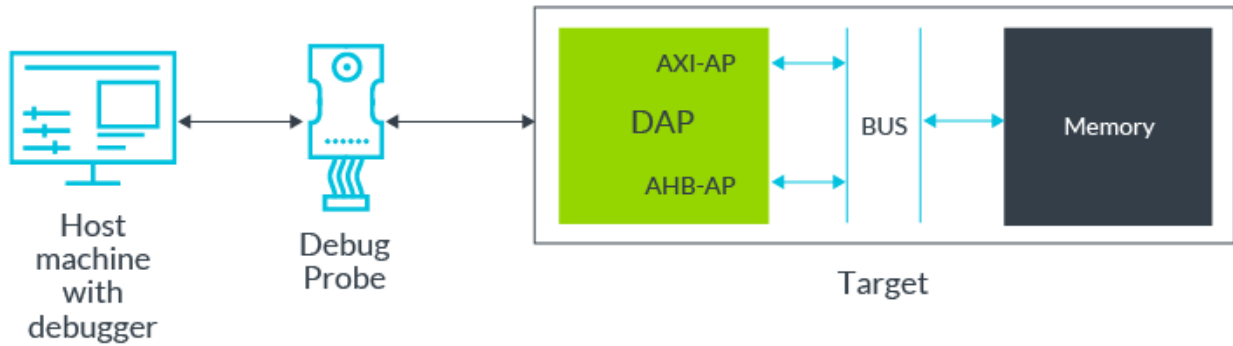 Host
machine
with
debugger
Debug
Probe
AXI-AP
DAP
AHB-AP
BUS
Memory
Target